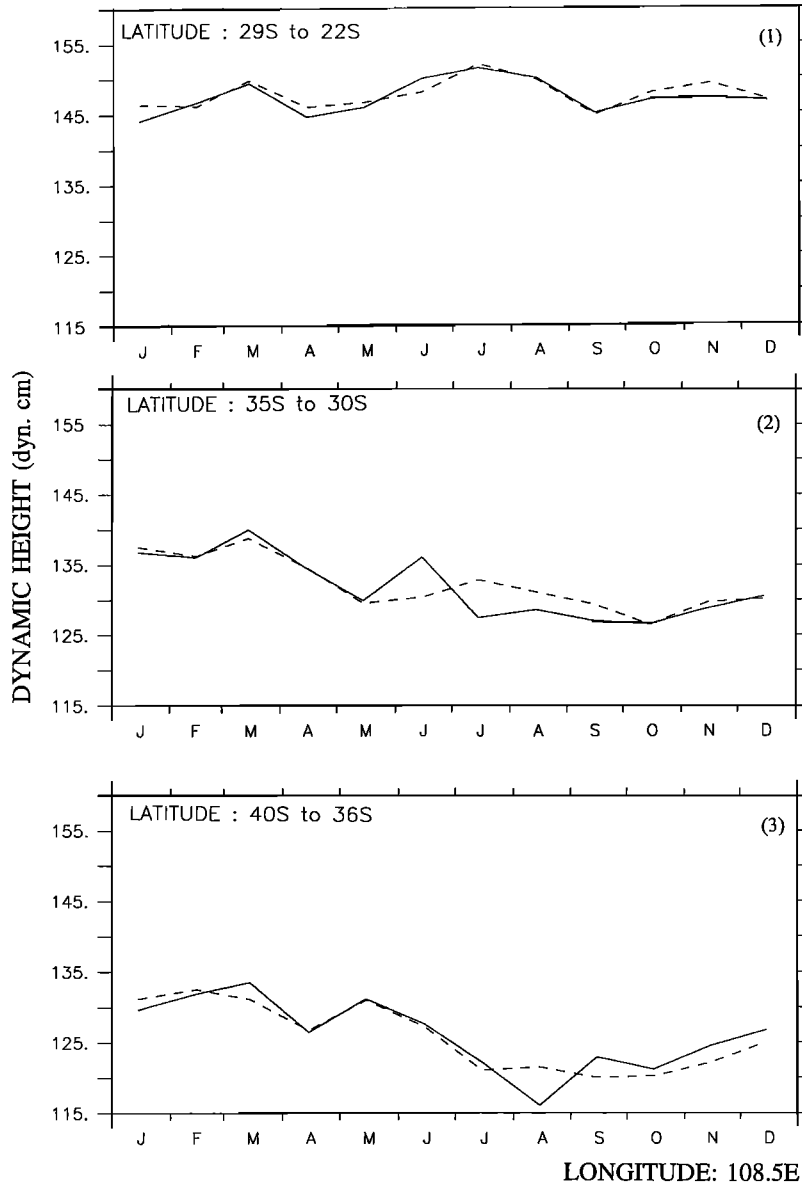 LATITUDE : 29S to 22S
(1)
155.
145.
135.
125.
115
J F M A M J J A S O N D
LATITUDE : 35S to 30S
(2)
155
145.
135.
125.
115.
J F M A M J J A S O N D
DYNAMIC HEIGHT (dyn. cm)
LATITUDE : 40S to 36S
(3)
155.
145.
135.
125.
115.
J F M A M J J A S O N D
LONGITUDE: 108.5E